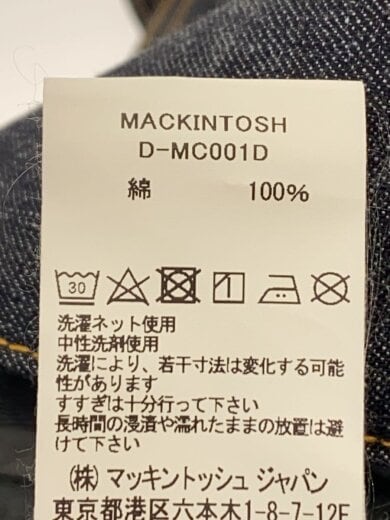 MACKINTOSH
D-MC001D
綿 100%
30
洗濯ネット使用
中性洗剤使用
洗濯により、若干寸法は変化する可能
性があります
すすぎは十分行って下さい
長時間の浸漬や濡れたままの放置は避
けて下さい
(株) マッキントッシュ ジャパン
東京都港区六本木1-8-7-12F